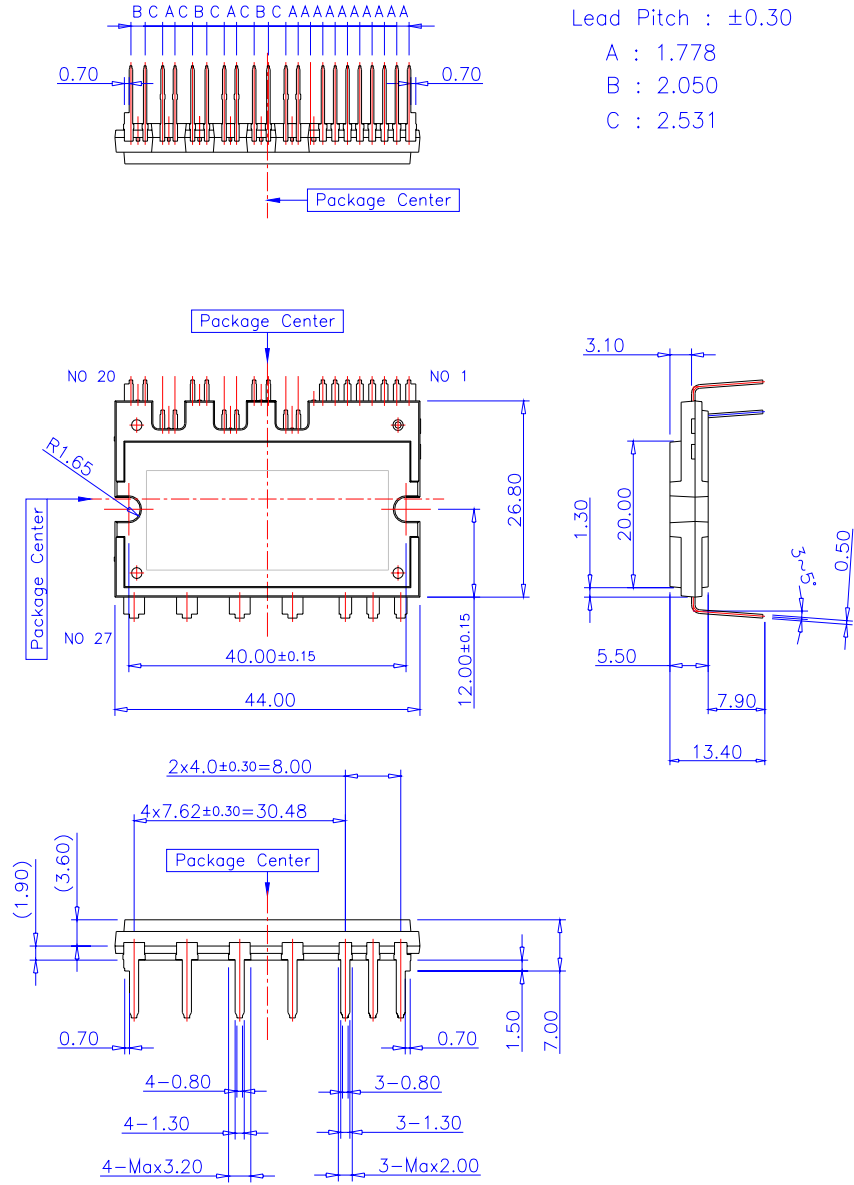 B C A C B C A C B C A A A A A A A A A A
Lead Pitch : ±0.30
A : 1.778
B : 2.050
C : 2.531
0.70
0.70
Package Center
Package Center
NO 20
NO 1
3.10
R1.65
Package Center
26.80
1.30
20.00
3~5°
0.50
NO 27
40.00±0.15
12.00±0.15
5.50
44.00
7.90
13.40
2x4.0±0.30=8.00
4x7.62±0.30=30.48
Package Center
(1.90)
(3.60)
0.70
0.70
1.50
7.00
4-0.80
3-0.80
4-1.30
3-1.30
4-Max3.20
3-Max2.00